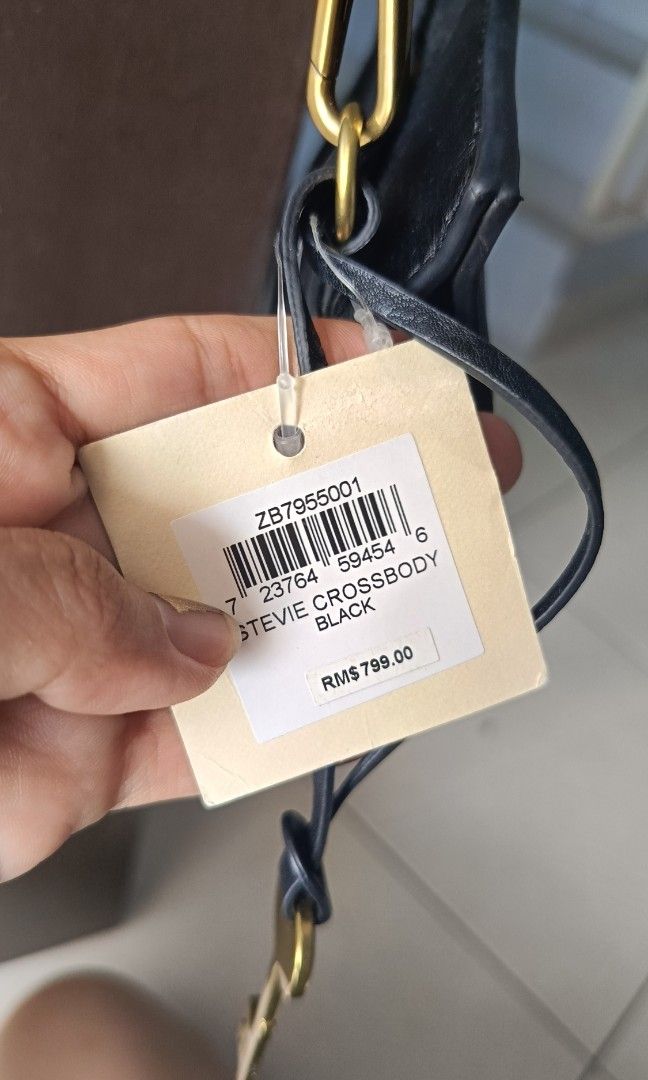 ZB7955001
7 23764 59454 6
STEVIE CROSSBODY
BLACK
RM$799.00